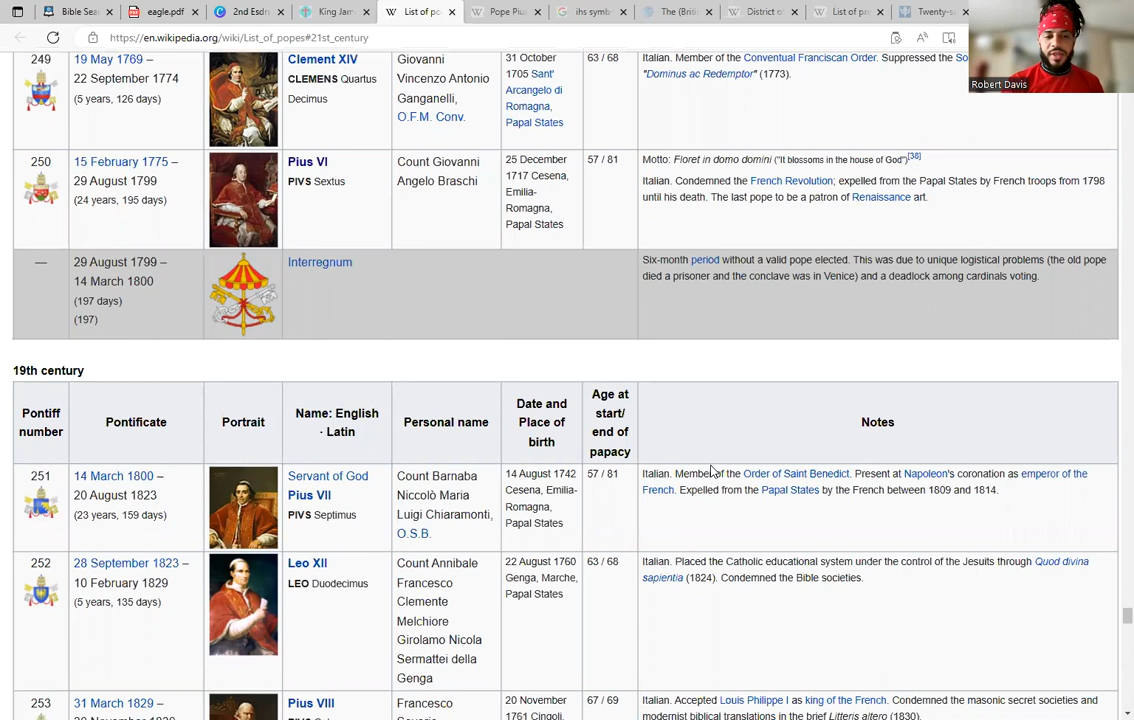 Bible Sea
eagle.pdf
2nd Esdr
King Jam
List of po
Pope Piu
ihs symb
The (Briti
District o
List of pre
Twenty-s
https://en.wikipedia.org/wiki/List_of_popes#21st_century
Robert Davis
249
19 May 1769 –
22 September 1774
(5 years, 126 days)
Clement XIV
CLEMENS Quartus
Decimus
Giovanni
Vincenzo Antonio
Ganganelli,
O.F.M. Conv.
31 October
1705 Sant'
Arcangelo di
Romagna,
Papal States
63 / 68
Italian. Member of the Conventual Franciscan Order. Suppressed the So
"Dominus ac Redemptor" (1773).
250
15 February 1775 –
29 August 1799
(24 years, 195 days)
Pius VI
PIVS Sextus
Count Giovanni
Angelo Braschi
25 December
1717 Cesena,
Emilia-
Romagna,
Papal States
57 / 81
Motto: Floret in domo domini ("It blossoms in the house of God")[38]
Italian. Condemned the French Revolution; expelled from the Papal States by French troops from 1798
until his death. The last pope to be a patron of Renaissance art.
—
29 August 1799 –
14 March 1800
(197 days)
(197)
Interregnum
Six-month period without a valid pope elected. This was due to unique logistical problems (the old pope
died a prisoner and the conclave was in Venice) and a deadlock among cardinals voting.
19th century
Pontiff
number
Pontificate
Portrait
Name: English
· Latin
Personal name
Date and
Place of
birth
Age at
start/
end of
papacy
Notes
251
14 March 1800 –
20 August 1823
(23 years, 159 days)
Servant of God
Pius VII
PIVS Septimus
Count Barnaba
Niccolò Maria
Luigi Chiaramonti,
O.S.B.
14 August 1742
Cesena, Emilia-
Romagna,
Papal States
57 / 81
Italian. Member of the Order of Saint Benedict. Present at Napoleon's coronation as emperor of the
French. Expelled from the Papal States by the French between 1809 and 1814.
252
28 September 1823 –
10 February 1829
(5 years, 135 days)
Leo XII
LEO Duodecimus
Count Annibale
Francesco
Clemente
Melchiore
Girolamo Nicola
Sermattei della
Genga
22 August 1760
Genga, Marche,
Papal States
63 / 68
Italian. Placed the Catholic educational system under the control of the Jesuits through Quod divina
sapientia (1824). Condemned the Bible societies.
253
31 March 1829 –
Pius VIII
Francesco
20 November
1761 Cingoli,
67 / 69
Italian. Accepted Louis Philippe I as king of the French. Condemned the masonic secret societies and
modernist biblical translations in the brief Litteris altero (1830).